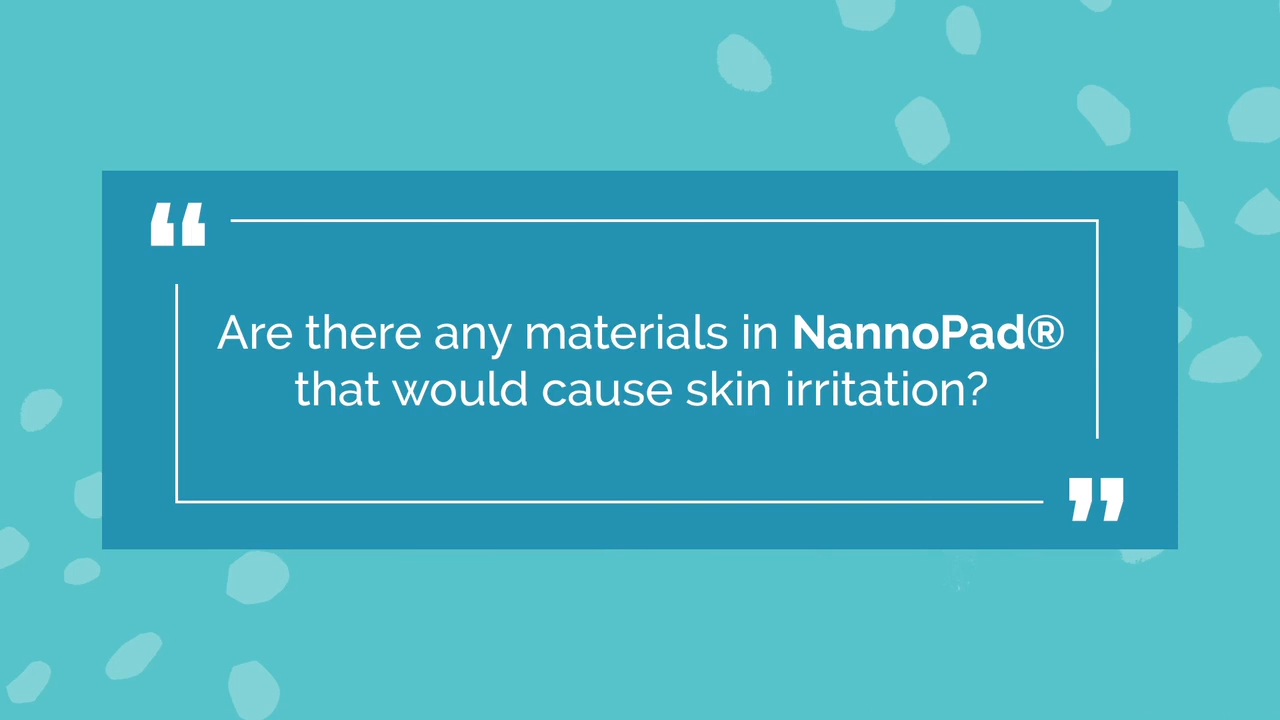 “
Are there any materials in NannoPad®
that would cause skin irritation?
”